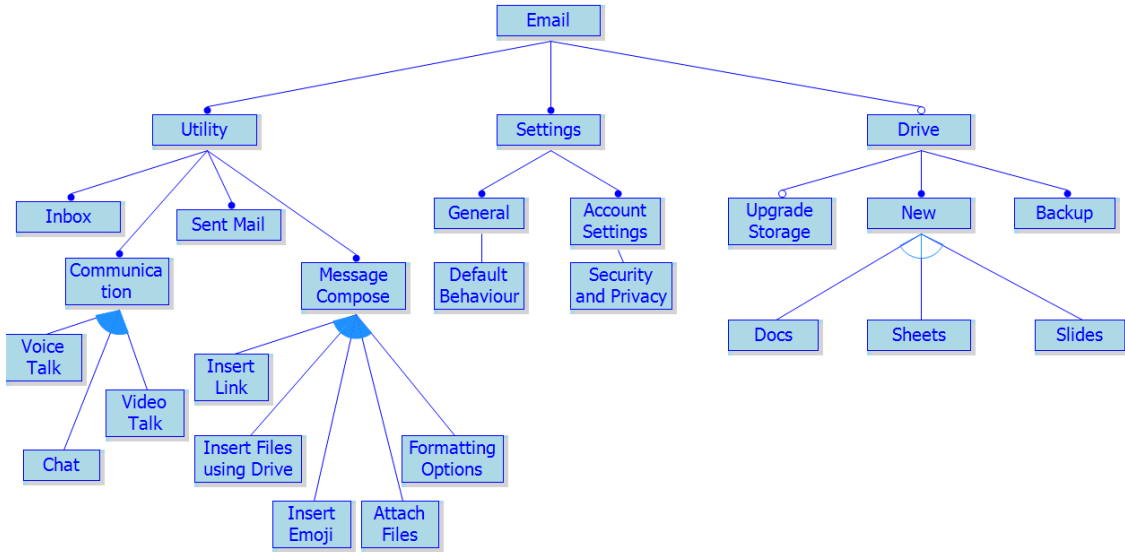 Email
Utility
Settings
Drive
Inbox
Sent Mail
General
Account
Settings
Upgrade
Storage
New
Backup
Communica
tion
Message
Compose
Default
Behaviour
Security
and Privacy
Voice
Talk
Insert
Link
Docs
Sheets
Slides
Video
Talk
Chat
Insert Files
using Drive
Formatting
Options
Insert
Emoji
Attach
Files